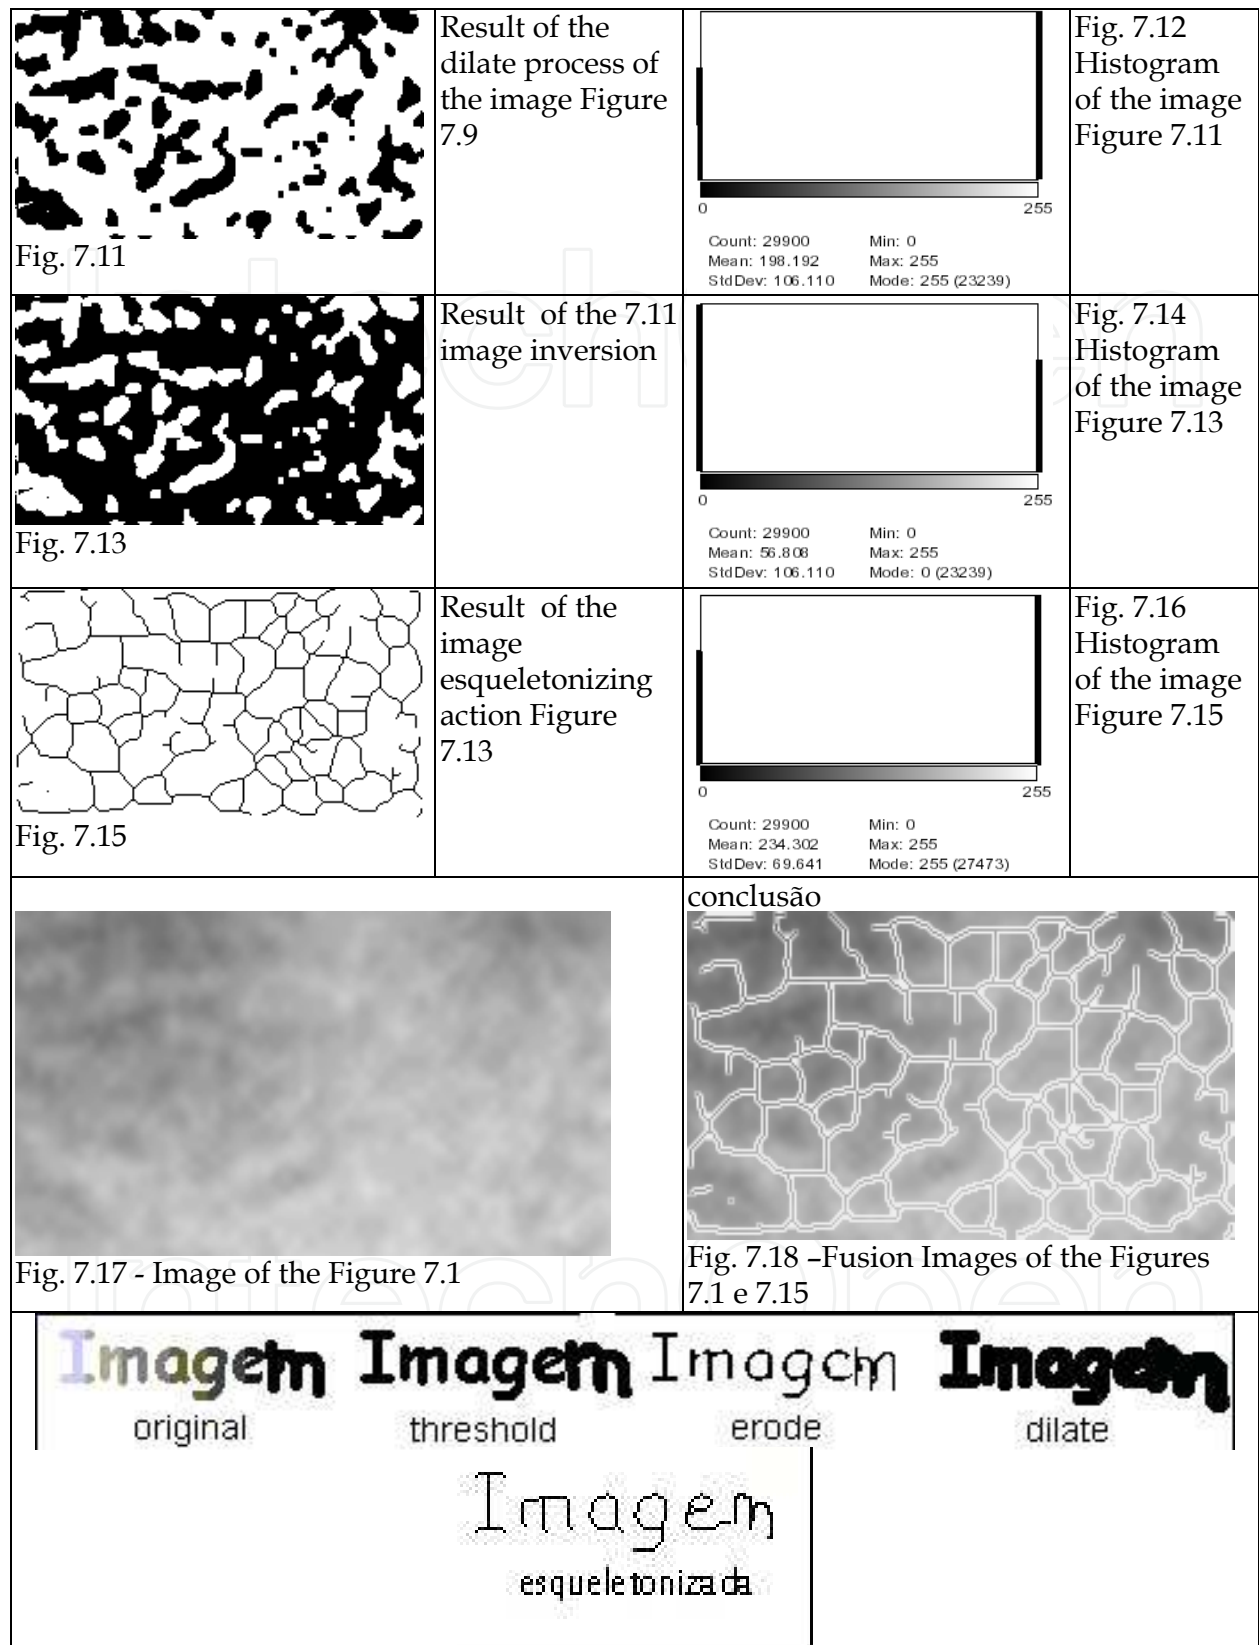 Result of the
dilate process of
the image Figure
7.9
Fig. 7.11
0
255
Count: 29900
Min: 0
Mean: 198.192
Max: 255
StdDev: 106.110
Mode: 255 (23239)
Fig. 7.12
Histogram
of the image
Figure 7.11
Result of the 7.11
image inversion
Fig. 7.13
0
255
Count: 29900
Min: 0
Mean: 56.808
Max: 255
StdDev: 106.110
Mode: 0 (23239)
Fig. 7.14
Histogram
of the image
Figure 7.13
Result of the
image
esqueletonizing
action Figure
7.13
Fig. 7.15
0
255
Count: 29900
Min: 0
Mean: 234.302
Max: 255
StdDev: 69.641
Mode: 255 (27473)
Fig. 7.16
Histogram
of the image
Figure 7.15
conclusão
Fig. 7.17 - Image of the Figure 7.1
Fig. 7.18 –Fusion Images of the Figures
7.1 e 7.15
Imagem Imagem Imagem Imagem
original threshold erode dilate
Imagem
esqueletonizada
IntechOpen
IntechOpen